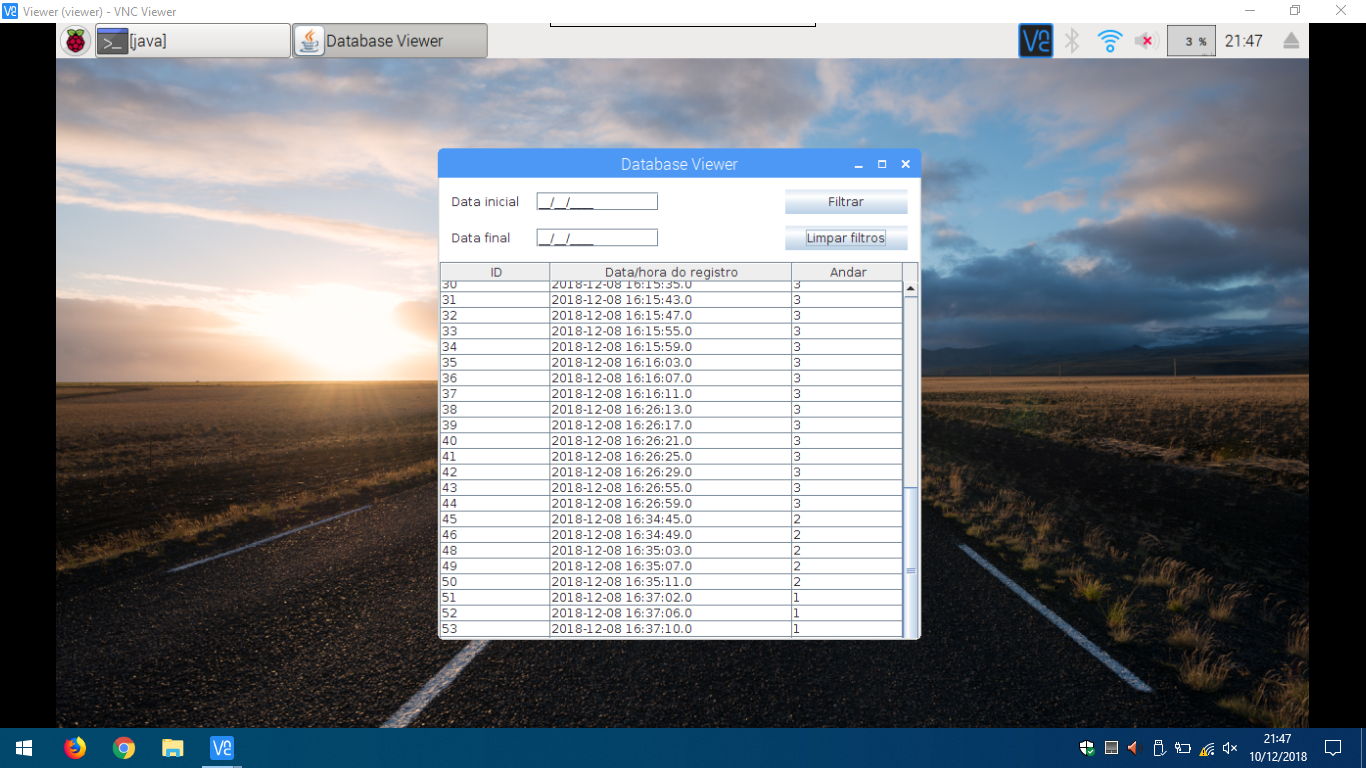 Viewer (viewer) - VNC Viewer
[java] Database Viewer 3 % 21:47
Database Viewer
Data inicial __/__/____ Filtrar
Data final __/__/____ Limpar filtros
ID Data/hora do registro Andar
30 2018-12-08 16:15:35.0 3
31 2018-12-08 16:15:43.0 3
32 2018-12-08 16:15:47.0 3
33 2018-12-08 16:15:55.0 3
34 2018-12-08 16:15:59.0 3
35 2018-12-08 16:16:03.0 3
36 2018-12-08 16:16:07.0 3
37 2018-12-08 16:16:11.0 3
38 2018-12-08 16:26:13.0 3
39 2018-12-08 16:26:17.0 3
40 2018-12-08 16:26:21.0 3
41 2018-12-08 16:26:25.0 3
42 2018-12-08 16:26:29.0 3
43 2018-12-08 16:26:55.0 3
44 2018-12-08 16:26:59.0 3
45 2018-12-08 16:34:45.0 2
46 2018-12-08 16:34:49.0 2
48 2018-12-08 16:35:03.0 2
49 2018-12-08 16:35:07.0 2
50 2018-12-08 16:35:11.0 2
51 2018-12-08 16:37:02.0 1
52 2018-12-08 16:37:06.0 1
53 2018-12-08 16:37:10.0 1
21:47
10/12/2018